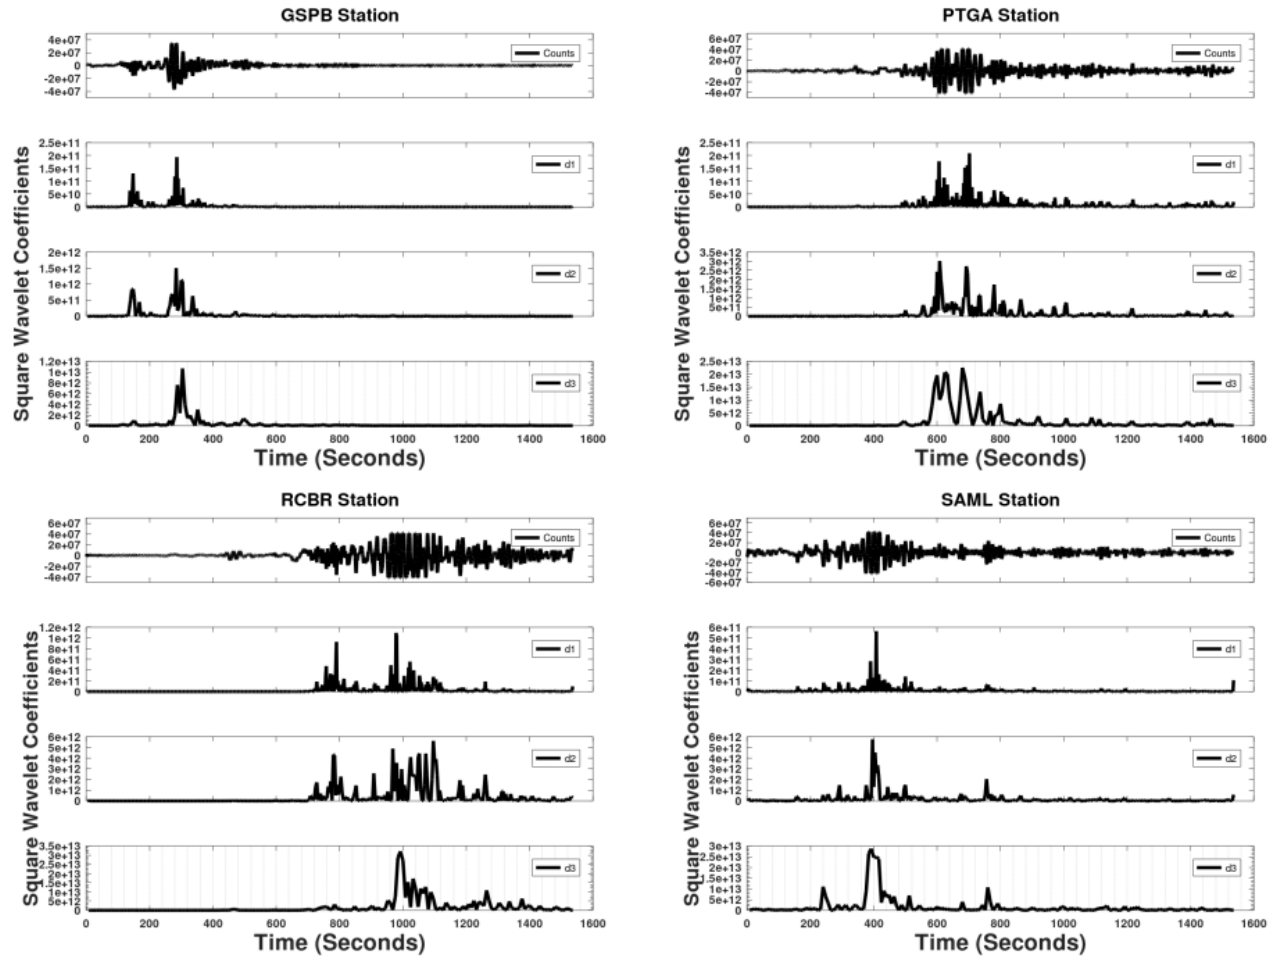 GSPB Station
4e+07
2e+07
0
-2e+07
-4e+07
Counts
2.5e+11
2e+11
1.5e+11
1e+11
5e+10
0
d1
2e+12
1.5e+12
1e+12
5e+11
0
d2
1.2e+13
1e+13
8e+12
6e+12
4e+12
2e+12
0
d3
0 200 400 600 800 1000 1200 1400 1600
Square Wavelet Coefficients
Time (Seconds)
PTGA Station
6e+07
4e+07
2e+07
0
-2e+07
-4e+07
Counts
2.5e+11
2e+11
1.5e+11
1e+11
5e+10
0
d1
3.5e+12
3e+12
2.5e+12
2e+12
1.5e+12
1e+12
5e+11
0
d2
2.5e+13
2e+13
1.5e+13
1e+13
5e+12
0
d3
0 200 400 600 800 1000 1200 1400 1600
Square Wavelet Coefficients
Time (Seconds)
RCBR Station
6e+07
4e+07
2e+07
0
-2e+07
-4e+07
Counts
1.2e+12
1e+12
8e+11
6e+11
4e+11
2e+11
0
d1
6e+12
5e+12
4e+12
3e+12
2e+12
1e+12
0
d2
3.5e+13
3e+13
2.5e+13
2e+13
1.5e+13
1e+13
5e+12
0
d3
0 200 400 600 800 1000 1200 1400 1600
Square Wavelet Coefficients
Time (Seconds)
SAML Station
6e+07
4e+07
2e+07
0
-2e+07
-4e+07
-6e+07
Counts
6e+11
5e+11
4e+11
3e+11
2e+11
1e+11
0
d1
6e+12
5e+12
4e+12
3e+12
2e+12
1e+12
0
d2
3e+13
2.5e+13
2e+13
1.5e+13
1e+13
5e+12
0
d3
0 200 400 600 800 1000 1200 1400 1600
Square Wavelet Coefficients
Time (Seconds)